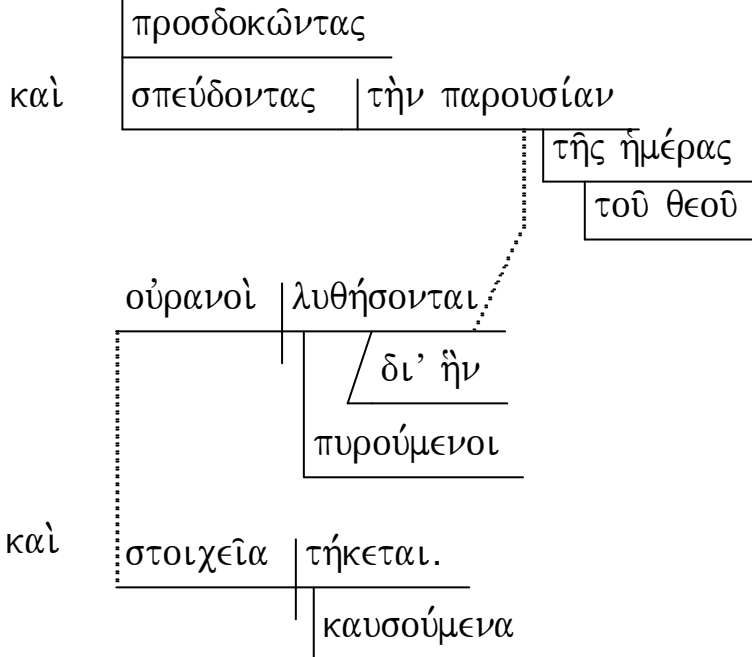 προσδοκῶντας
καὶ σπεύδοντας τὴν παρουσίαν
τῆς ἡμέρας
τοῦ θεοῦ
οὐρανοὶ λυθήσονται
δι’ ἣν
πυρούμενοι
καὶ στοιχεῖα τήκεται.
καυσούμενα